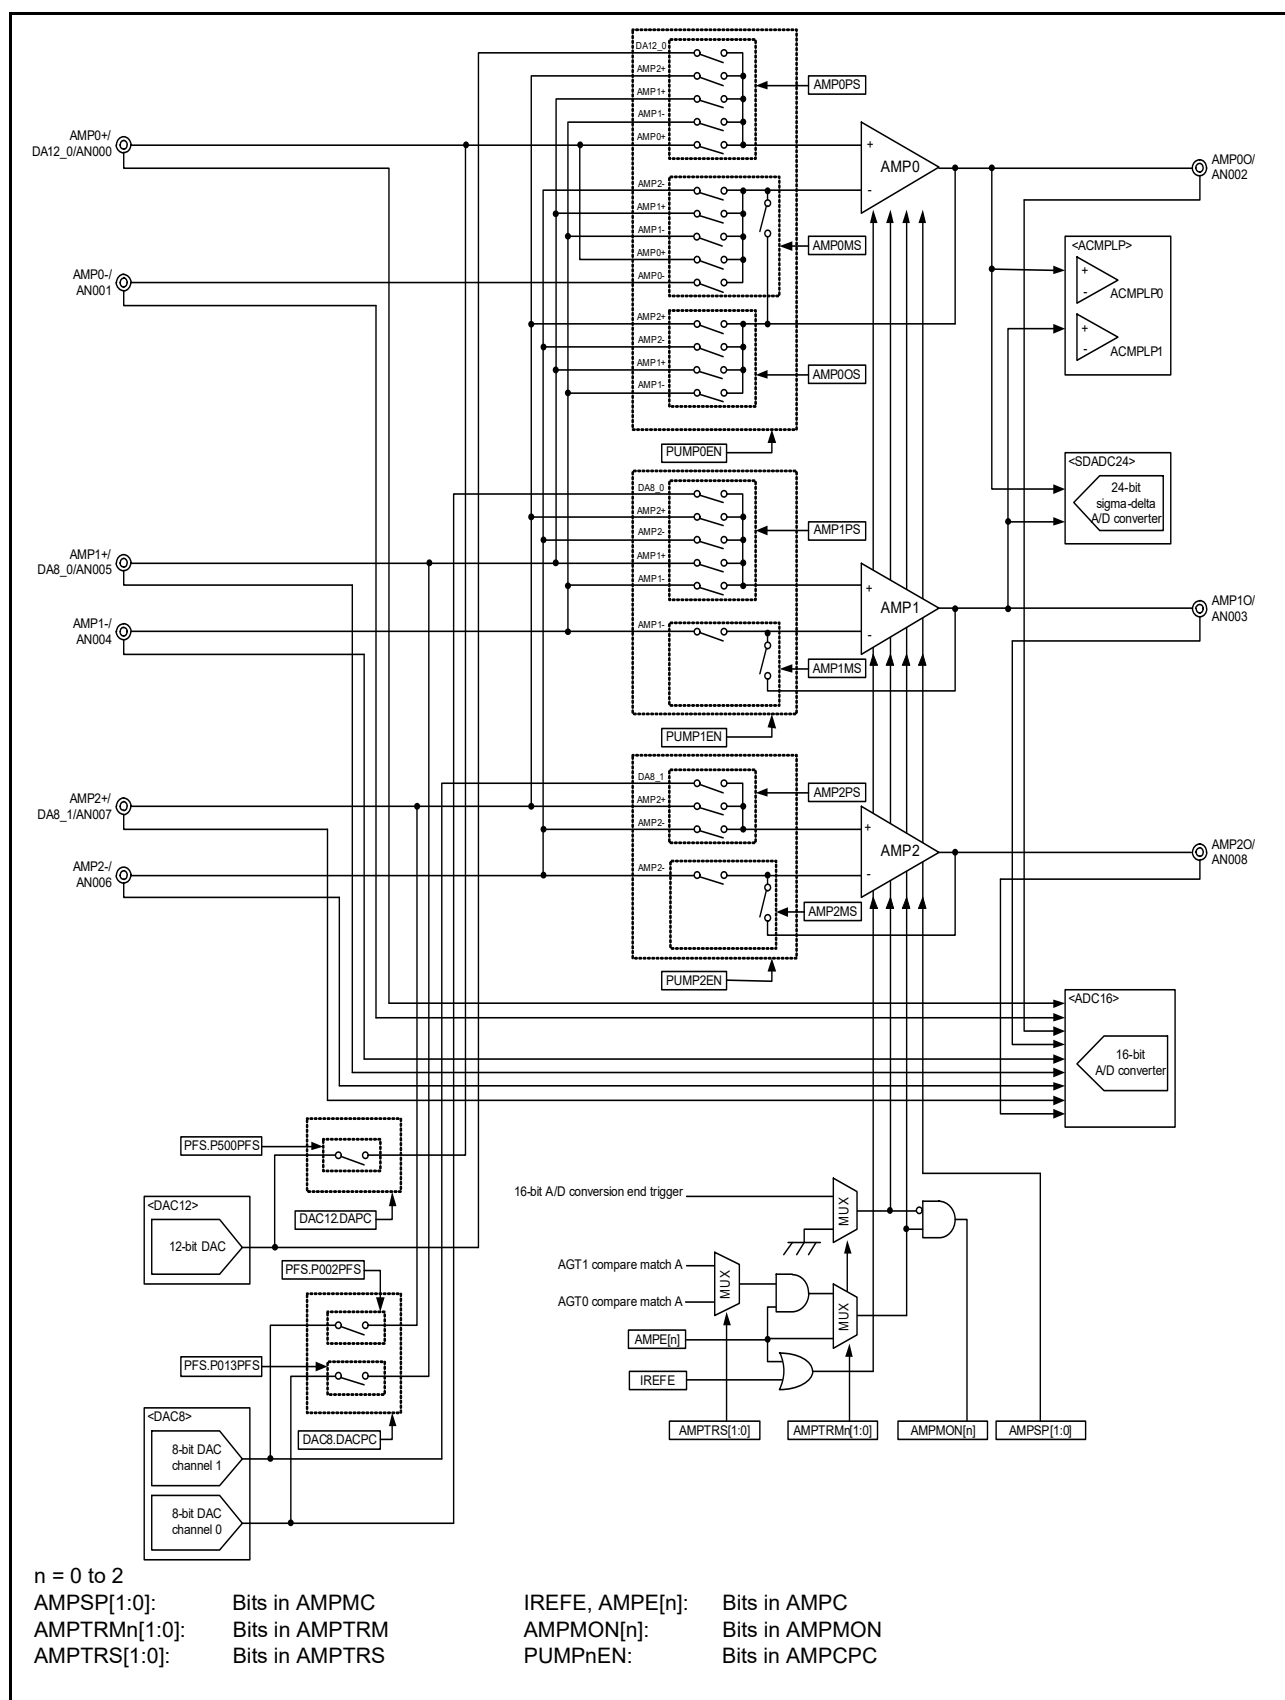 DA12_0
AMP2+
AMP1+
AMP1-
AMP0+
AMP0PS
AMP0+/
DA12_0/AN000
+
-
AMP0
AMP0O/
AN002
AMP2-
AMP1+
AMP1-
AMP0+
AMP0-
AMP0MS
AMP0-/
AN001
<ACMPLP>
+
-
ACMPLP0
+
-
ACMPLP1
AMP2+
AMP2-
AMP1+
AMP1-
AMP0OS
PUMP0EN
<SDADC24>
24-bit
sigma-delta
A/D converter
DA8_0
AMP2+
AMP2-
AMP1+
AMP1-
AMP1PS
AMP1+/
DA8_0/AN005
+
-
AMP1
AMP1O/
AN003
AMP1-/
AN004
AMP1-
AMP1MS
PUMP1EN
DA8_1
AMP2+
AMP2-
AMP2PS
AMP2+/
DA8_1/AN007
+
-
AMP2
AMP2O/
AN008
AMP2-/
AN006
AMP2-
AMP2MS
PUMP2EN
<ADC16>
16-bit
A/D converter
PFS.P500PFS
DAC12.DAPC
<DAC12>
12-bit DAC
PFS.P002PFS
PFS.P013PFS
DAC8.DACPC
<DAC8>
8-bit DAC
channel 1
8-bit DAC
channel 0
16-bit A/D conversion end trigger
MUX
AGT1 compare match A
AGT0 compare match A
MUX
MUX
AMPE[n]
IREFE
AMPTRS[1:0]
AMPTRMn[1:0]
AMPMON[n]
AMPSP[1:0]
n = 0 to 2
AMPSP[1:0]: Bits in AMPMC IREFE, AMPE[n]: Bits in AMPC
AMPTRMn[1:0]: Bits in AMPTRM AMPMON[n]: Bits in AMPMON
AMPTRS[1:0]: Bits in AMPTRS PUMPnEN: Bits in AMPCPC